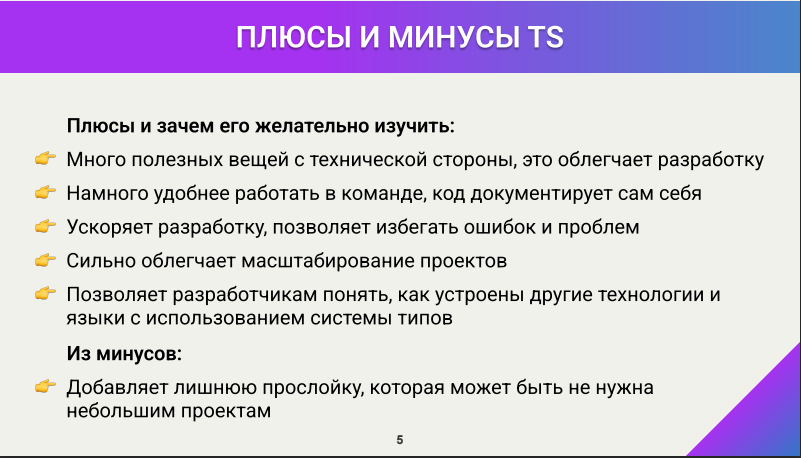 ПЛЮСЫ И МИНУСЫ TS
Плюсы и зачем его желательно изучить:
👉 Много полезных вещей с технической стороны, это облегчает разработку
👉 Намного удобнее работать в команде, код документирует сам себя
👉 Ускоряет разработку, позволяет избегать ошибок и проблем
👉 Сильно облегчает масштабирование проектов
👉 Позволяет разработчикам понять, как устроены другие технологии и
языки с использованием системы типов
Из минусов:
👉 Добавляет лишнюю прослойку, которая может быть не нужна
небольшим проектам
5